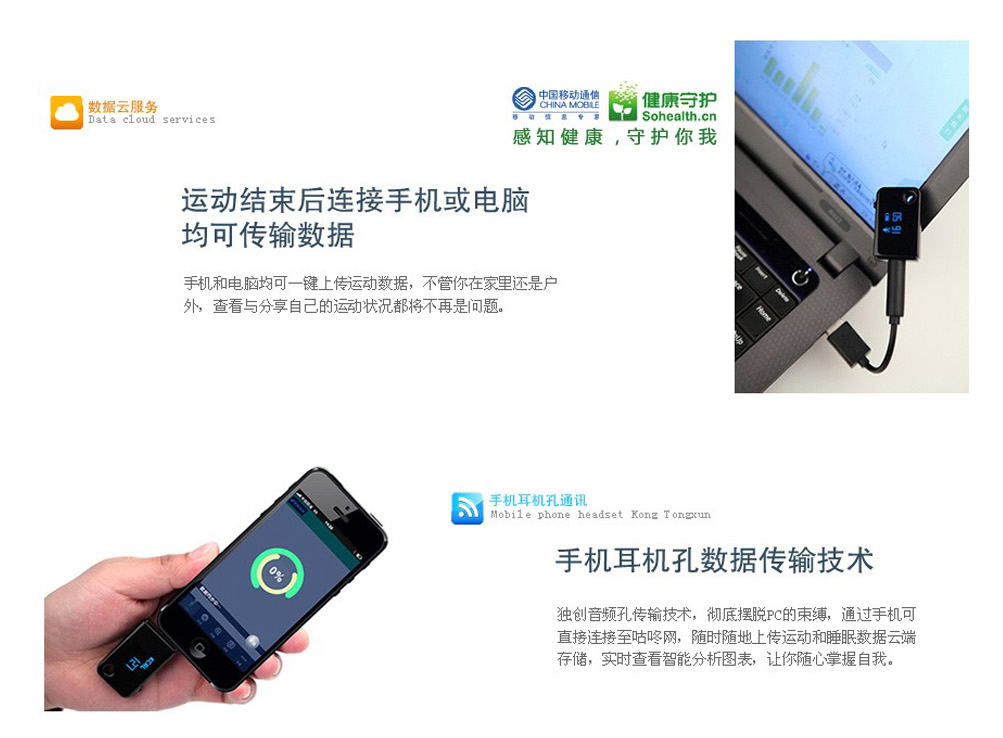 数据云服务
Data cloud services
中国移动通信
CHINA MOBILE
移动信息专家
健康守护
Sohealth.cn
感知健康，守护你我
运动结束后连接手机或电脑
均可传输数据
手机和电脑均可一键上传运动数据，不管你在家里还是户
外，查看与分享自己的运动状况都将不再是问题。
Insert
Delete
Home
手机耳机孔通讯
Mobile phone headset Kong Tongxun
手机耳机孔数据传输技术
独创音频孔传输技术，彻底摆脱PC的束缚，通过手机可
直接连接至咕咚网，随时随地上传运动和睡眠数据云端
存储，实时查看智能分析图表，让你随心掌握自我。
0%
121
KCAL